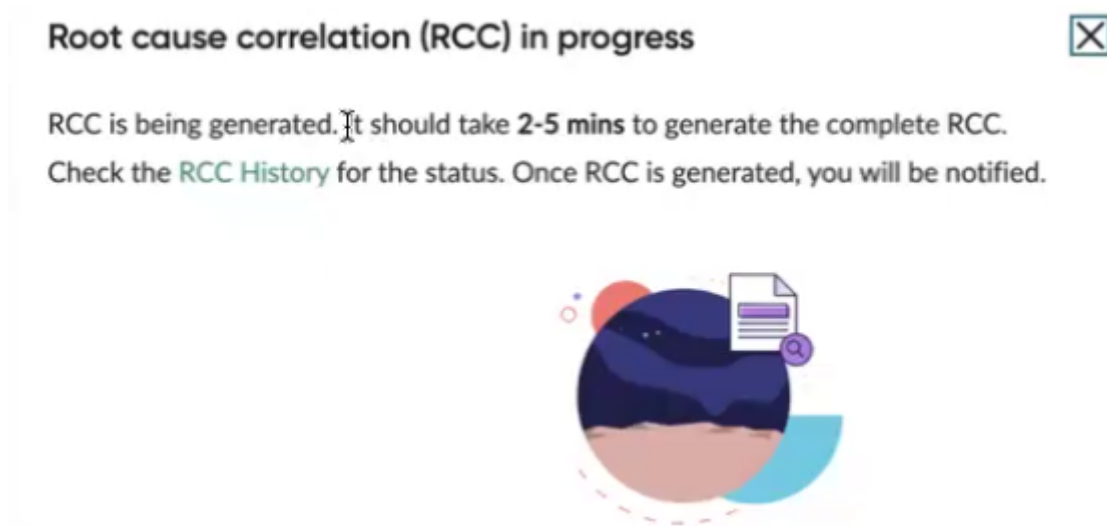 Root cause correlation (RCC) in progress
RCC is being generated. It should take 2-5 mins to generate the complete RCC.
Check the RCC History for the status. Once RCC is generated, you will be notified.